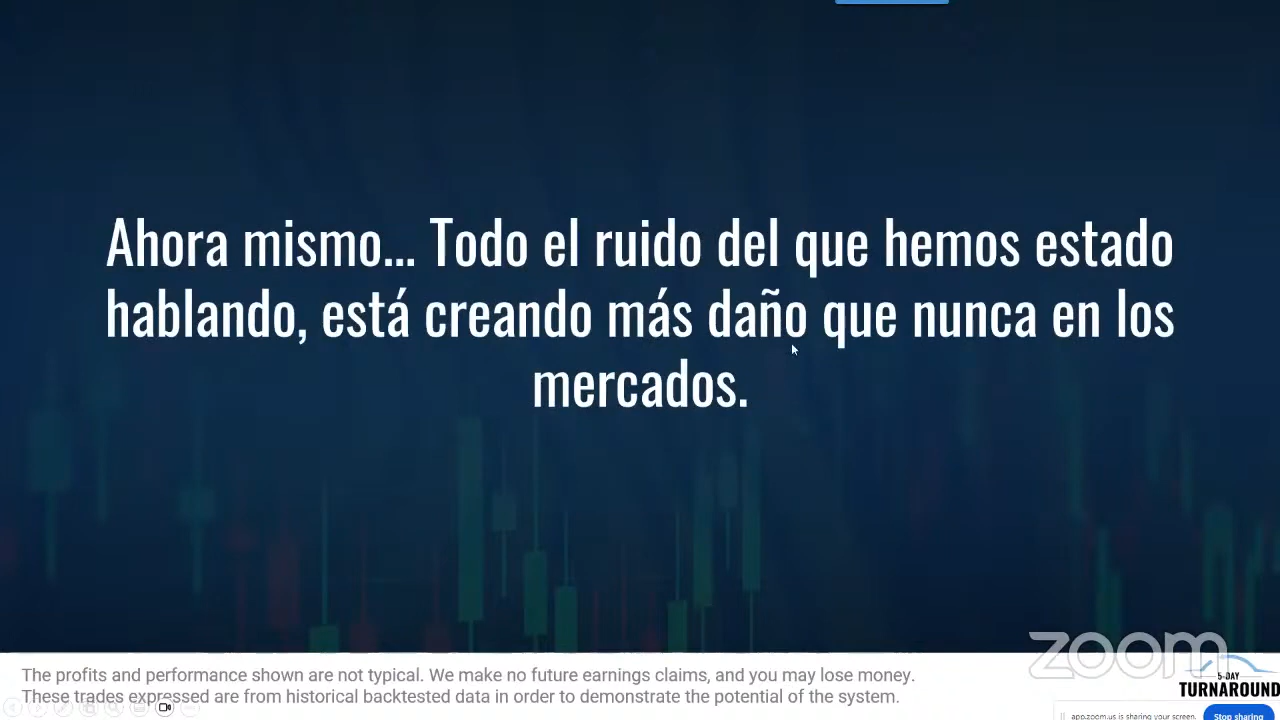 Ahora mismo... Todo el ruido del que hemos estado
hablando, está creando más daño que nunca en los
mercados.
zoom
The profits and performance shown are not typical. We make no future earnings claims, and you may lose money.
These trades expressed are from historical backtested data in order to demonstrate the potential of the system.
5-DAY
TURNAROUND
app.zoom.us is sharing your screen.
Stop sharing